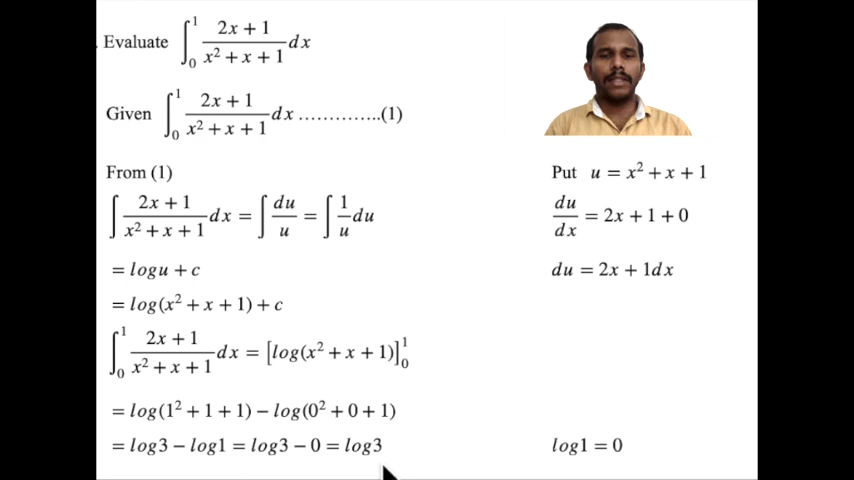 . Evaluate ∫₀¹ (2x + 1)/(x² + x + 1) dx
Given ∫₀¹ (2x + 1)/(x² + x + 1) dx …………..(1)
From (1)
Put u = x² + x + 1
∫ (2x + 1)/(x² + x + 1) dx = ∫ du/u = ∫ 1/u du
du/dx = 2x + 1 + 0
= logu + c
du = 2x + 1dx
= log(x² + x + 1) + c
∫₀¹ (2x + 1)/(x² + x + 1) dx = [log(x² + x + 1)]₀¹
= log(1² + 1 + 1) − log(0² + 0 + 1)
= log3 − log1 = log3 − 0 = log3
log1 = 0